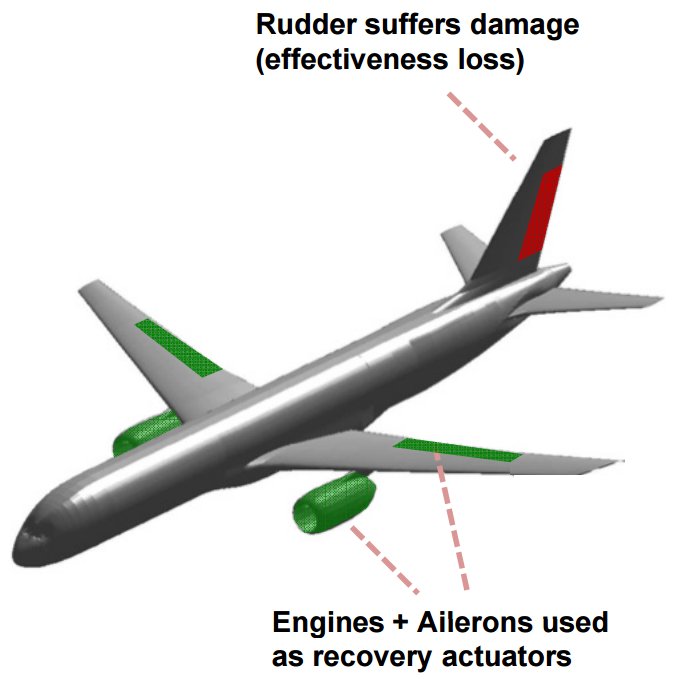 Rudder suffers damage
(effectiveness loss)
Engines + Ailerons used
as recovery actuators